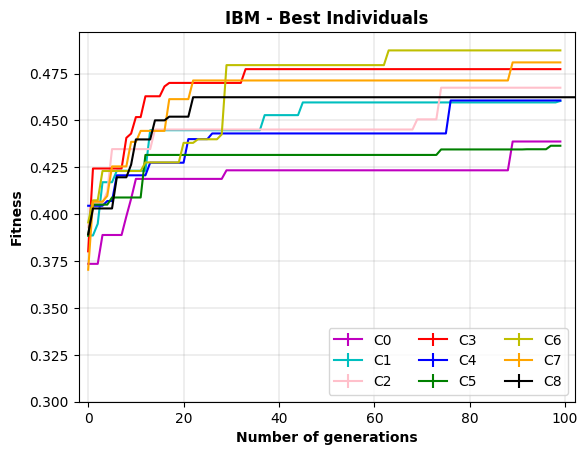 IBM - Best Individuals
Fitness
0.475
0.450
0.425
0.400
0.375
0.350
0.325
0.300
C0 C3 C6
C1 C4 C7
C2 C5 C8
0 20 40 60 80 100
Number of generations